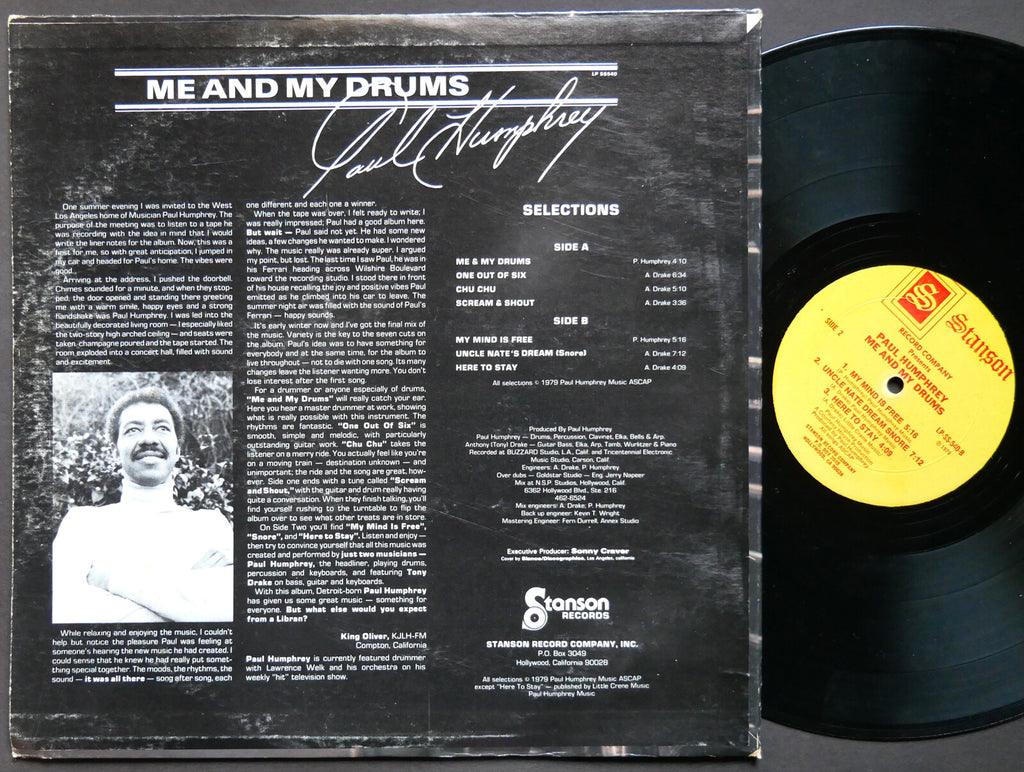 LP SS540
ME AND MY DRUMS
Paul Humphrey
One summer evening I was invited to the West
Los Angeles home of Musician Paul Humphrey. The
purpose of the meeting was to listen to a tape he
was recording with the idea in mind that I would
write the liner notes for the album. Now, this was a
first for me, so with great anticipation, I jumped in
my car and headed for Paul's home. The vibes were
good.
Arriving at the address, I pushed the doorbell.
Chimes sounded for a minute, and when they stop-
ped, the door opened and standing there greeting
me with a warm smile, happy eyes and a strong
handshake was Paul Humphrey. I was led into the
beautifully decorated living room — I especially liked
the two-story high arched ceiling — and seats were
taken, champagne poured and the tape started. The
room exploded into a concert hall, filled with sound
and excitement.
While relaxing and enjoying the music, I couldn't
help but notice the pleasure Paul was feeling at
someone's hearing the new music he had created. I
could sense that he knew he had really put some-
thing special together. The moods, the rhythms, the
sound — it was all there — song after song, each
one different and each one a winner.
When the tape was over, I felt ready to write; I
was really impressed; Paul had a good album here.
But wait — Paul said not yet. He had some new
ideas, a few changes he wanted to make. I wondered
why. The music really was already super. I argued
my point, but lost. The last time I saw Paul, he was in
his Ferrari heading across Wilshire Boulevard
toward the recording studio. I stood there in front
of his house recalling the joy and positive vibes Paul
emitted as he climbed into his car to leave. The
summer night air was filled with the sound of Paul's
Ferrari — happy sounds.
It's early winter now and I've got the final mix of
the music. Variety is the key to the seven cuts on
the album. Paul's idea was to have something for
everybody and at the same time, for the album to
live throughout — not to die with one song. Its many
changes leave the listener wanting more. You don't
lose interest after the first song.
For a drummer or anyone especially of drums,
"Me and My Drums" will really catch your ear.
Here you hear a master drummer at work, showing
what is really possible with this instrument. The
rhythms are fantastic. "One Out Of Six" is
smooth, simple and melodic, with particularly
outstanding guitar work. "Chu Chu" takes the
listener on a merry ride. You actually feel like you're
on a moving train — destination unknown — and
unimportant; the ride and the song are great, how-
ever. Side one ends with a tune called "Scream
and Shout," with the guitar and drum really having
quite a conversation. When they finish talking, you'll
find yourself rushing to the turntable to flip the
album over to see what other treats are in store.
On Side Two you'll find "My Mind Is Free",
"Snore", and "Here to Stay". Listen and enjoy —
then try to convince yourself that all this music was
created and performed by just two musicians —
Paul Humphrey, the headliner, playing drums,
percussion and keyboards, and featuring Tony
Drake on bass, guitar and keyboards.
With this album, Detroit-born Paul Humphrey
has given us some great music — something for
everyone. But what else would you expect
from a Libran?
King Oliver, KJLH-FM
Compton, California
Paul Humphrey is currently featured drummer
with Lawrence Welk and his orchestra on his
weekly "hit" television show.
SELECTIONS
SIDE A
ME & MY DRUMS P. Humphrey 4:10
ONE OUT OF SIX A. Drake 6:34
CHU CHU A. Drake 5:10
SCREAM & SHOUT A. Drake 3:36
SIDE B
MY MIND IS FREE P. Humphrey 5:16
UNCLE NATE'S DREAM (Snore) A. Drake 7:12
HERE TO STAY A. Drake 4:09
All selections © 1979 Paul Humphrey Music ASCAP
Produced By Paul Humphrey
Paul Humphrey — Drums, Percussion, Clavinet, Elka, Bells & Arp.
Anthony (Tony) Drake — Guitar Bass, Elka, Arp, Tamb, Wurlitzer & Piano
Recorded at BUZZARD Studio, L.A., Calif. and Tricentennial Electronic
Music Studio, Carson, Calif.
Engineers: A. Drake, P. Humphrey
Over dubs — Goldstar Studio — Eng. Jerry Napeer
Mix at N.S.P. Studios, Hollywood, Calif.
6362 Hollywood Blvd., Ste. 216
462-6524
Mix engineers: A. Drake, P. Humphrey
Back up engineer: Kevin T. Wright
Mastering Engineer: Fern Durrell, Annex Studio
Executive Producer: Sonny Craver
Cover by Blanco/Discographics, Los Angeles, California
Stanson
RECORDS
STANSON RECORD COMPANY, INC.
P.O. Box 3049
Hollywood, California 90028
All selections © 1979 Paul Humphrey Music ASCAP
except "Here To Stay" — published by Little Crene Music
Paul Humphrey Music
S
Stanson
RECORD COMPANY
Presents
PAUL HUMPHREY
ME AND MY DRUMS
SIDE 2
LP-SS-540-B
1. MY MIND IS FREE 5:16
2. UNCLE NATE DREAM SNORE 7:12
3. HERE TO STAY 4:09